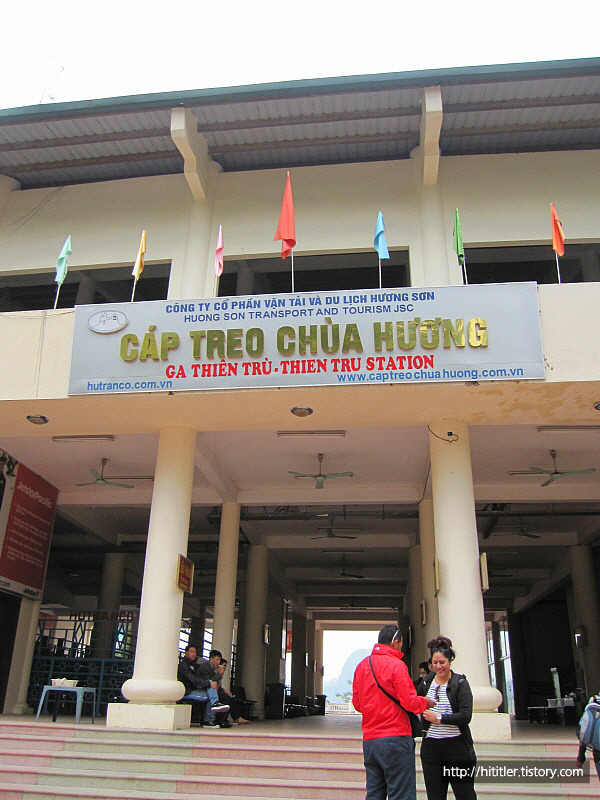 CÔNG TY CỔ PHẦN VẬN TẢI VÀ DU LỊCH HƯƠNG SƠN
HUONG SON TRANSPORT AND TOURISM JSC
CÁP TREO CHÙA HƯƠNG
GA THIÊN TRÙ - THIEN TRU STATION
hutranco.com.vn
www.captreochuahuong.com.vn
JetstarPacific
HUTRANCO
http://hititler.tistory.com